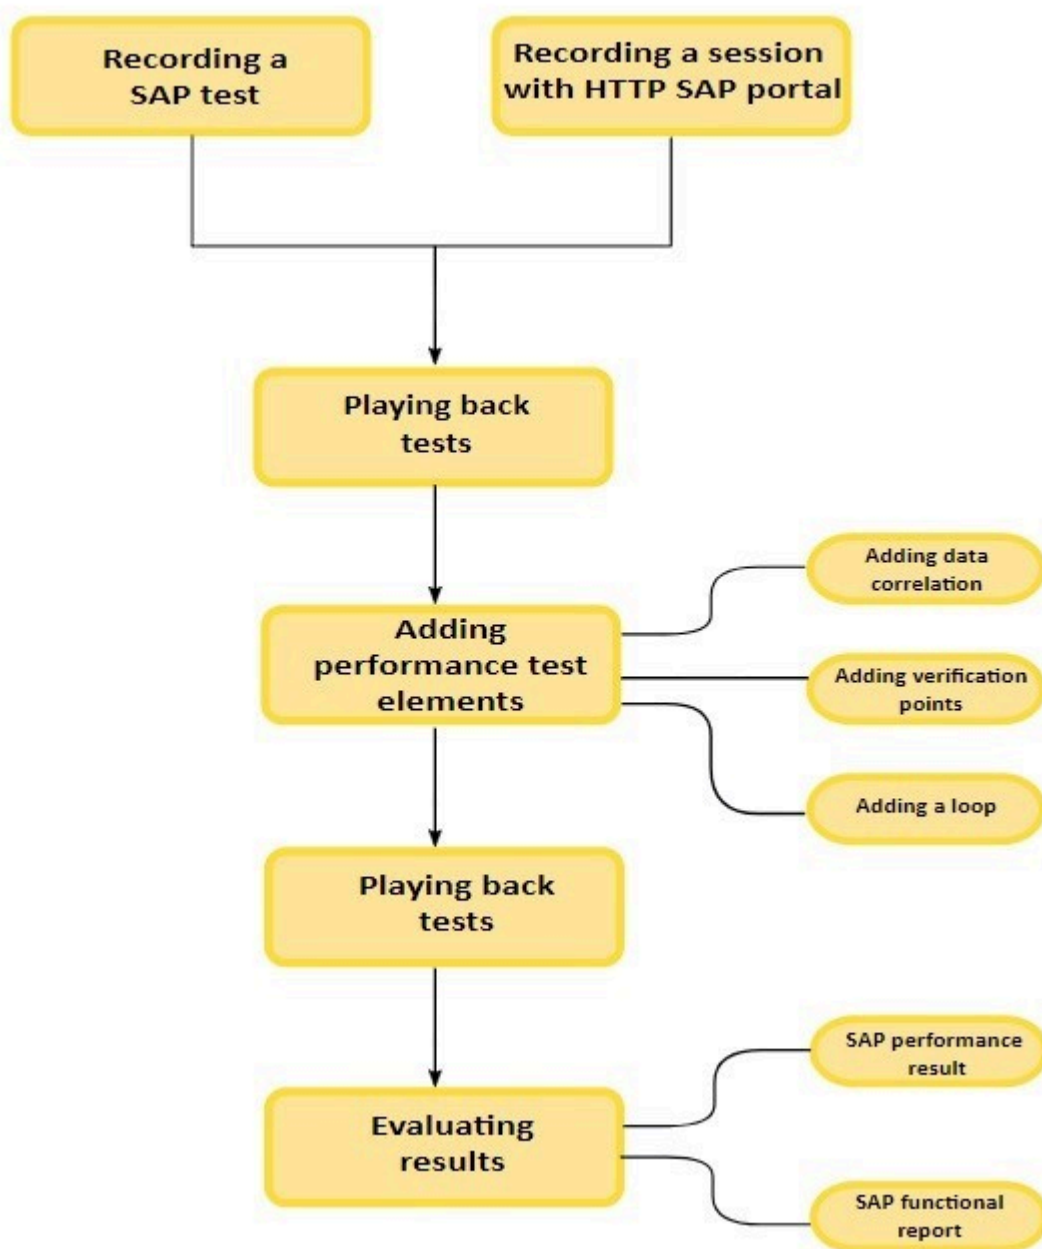 Recording a
SAP test
Recording a session
with HTTP SAP portal
Playing back
tests
Adding data
correlation
Adding
performance test
elements
Adding verification
points
Adding a loop
Playing back
tests
SAP performance
result
Evaluating
results
SAP functional
report